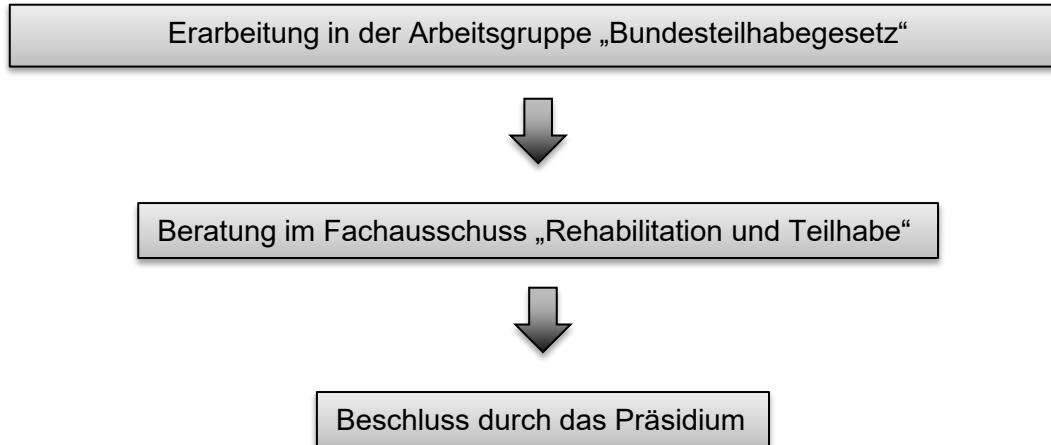 Erarbeitung in der Arbeitsgruppe „Bundesteilhabegesetz“
Beratung im Fachausschuss „Rehabilitation und Teilhabe“
Beschluss durch das Präsidium